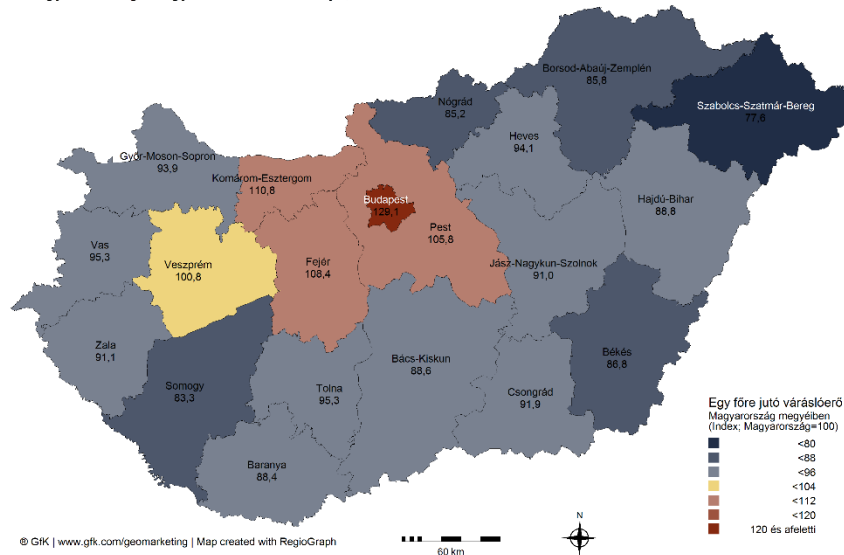 Borsod-Abaúj-Zemplén
85,8
Nógrád
85,2
Szabolcs-Szatmár-Bereg
77,6
Heves
94,1
Győr-Moson-Sopron
93,9
Komárom-Esztergom
110,8
Budapest
129,1
Hajdú-Bihar
88,8
Pest
105,8
Vas
95,3
Veszprém
100,8
Fejér
108,4
Jász-Nagykun-Szolnok
91,0
Zala
91,1
Bács-Kiskun
88,6
Békés
86,8
Somogy
83,3
Tolna
95,3
Csongrád
91,9
Baranya
88,4
Egy főre jutó váráslóerő
Magyarország megyéiben
(Index; Magyarország=100)
<80
<88
<96
<104
<112
<120
120 és afeletti
N
60 km
® GfK | www.gfk.com/geomarketing | Map created with RegioGraph